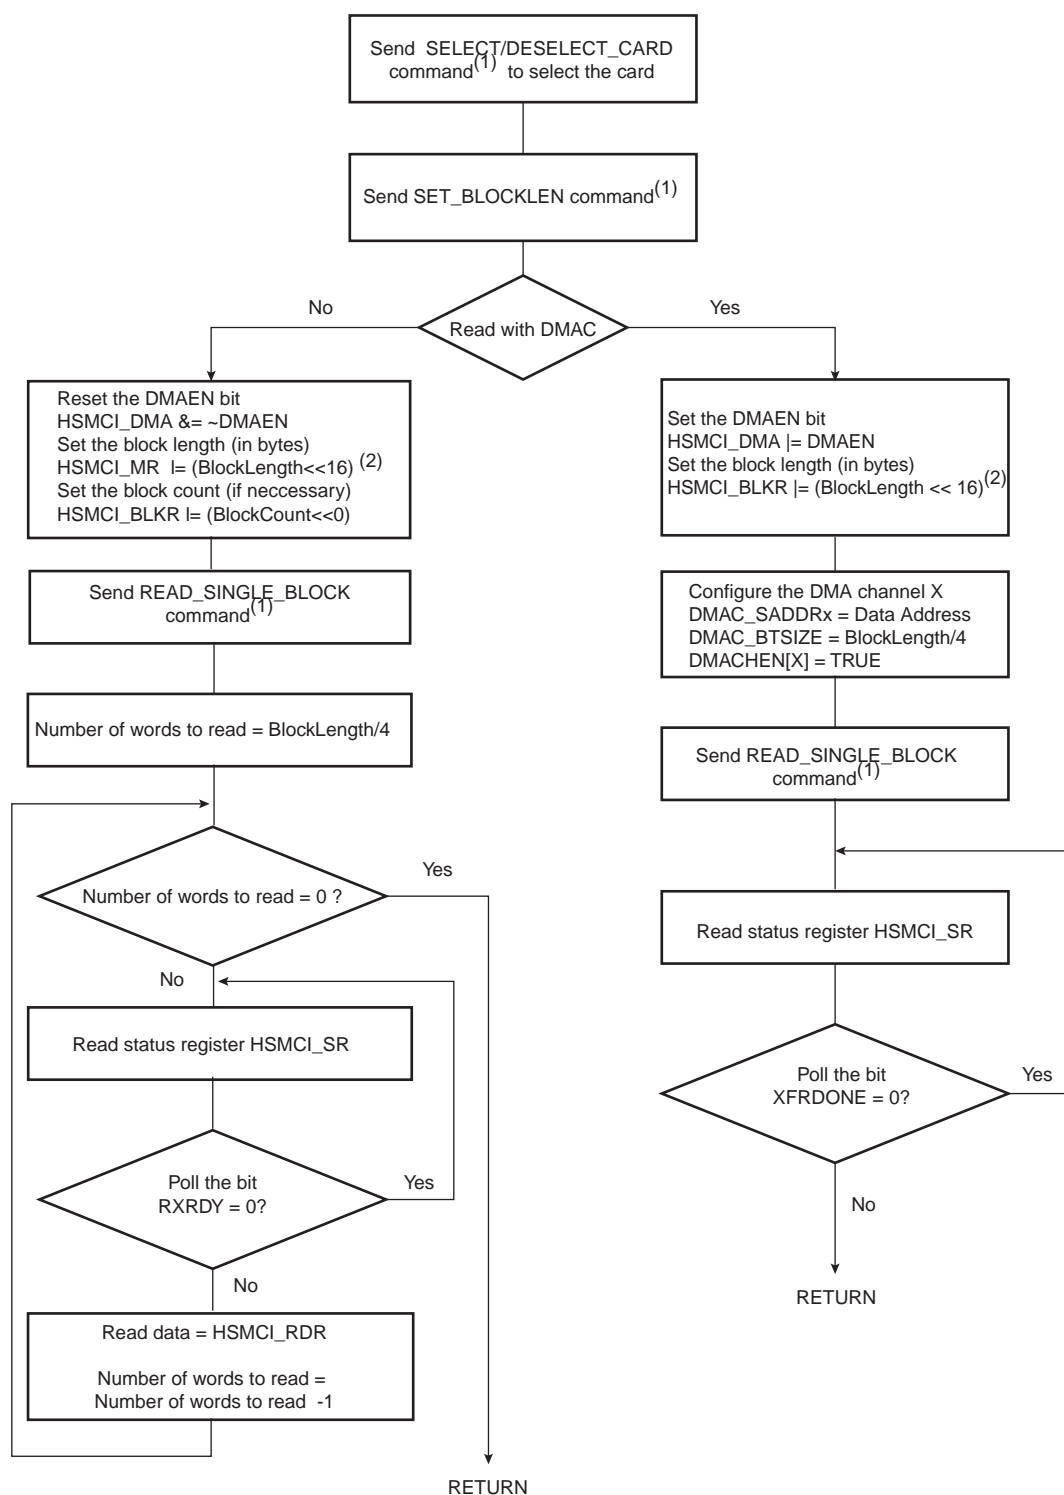 Send SELECT/DESELECT_CARD
command(1) to select the card
Send SET_BLOCKLEN command(1)
No
Yes
Read with DMAC
Reset the DMAEN bit
HSMCI_DMA &= ~DMAEN
Set the block length (in bytes)
HSMCI_MR l= (BlockLength<<16) (2)
Set the block count (if neccessary)
HSMCI_BLKR l= (BlockCount<<0)
Send READ_SINGLE_BLOCK
command(1)
Number of words to read = BlockLength/4
Number of words to read = 0 ?
Yes
No
Read status register HSMCI_SR
Poll the bit
RXRDY = 0?
Yes
No
Read data = HSMCI_RDR
Number of words to read =
Number of words to read -1
RETURN
Set the DMAEN bit
HSMCI_DMA |= DMAEN
Set the block length (in bytes)
HSMCI_BLKR |= (BlockLength << 16)(2)
Configure the DMA channel X
DMAC_SADDRx = Data Address
DMAC_BTSIZE = BlockLength/4
DMACHEN[X] = TRUE
Send READ_SINGLE_BLOCK
command(1)
Read status register HSMCI_SR
Poll the bit
XFRDONE = 0?
Yes
No
RETURN